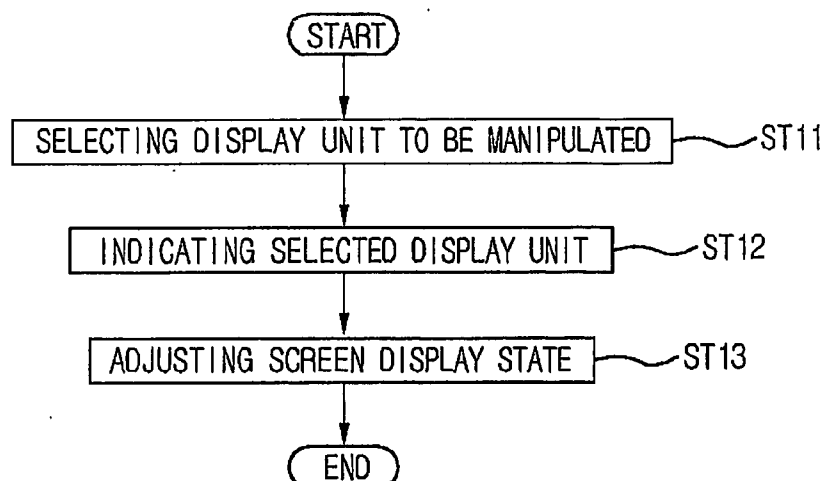 START
SELECTING DISPLAY UNIT TO BE MANIPULATED ST11
INDICATING SELECTED DISPLAY UNIT ST12
ADJUSTING SCREEN DISPLAY STATE ST13
END